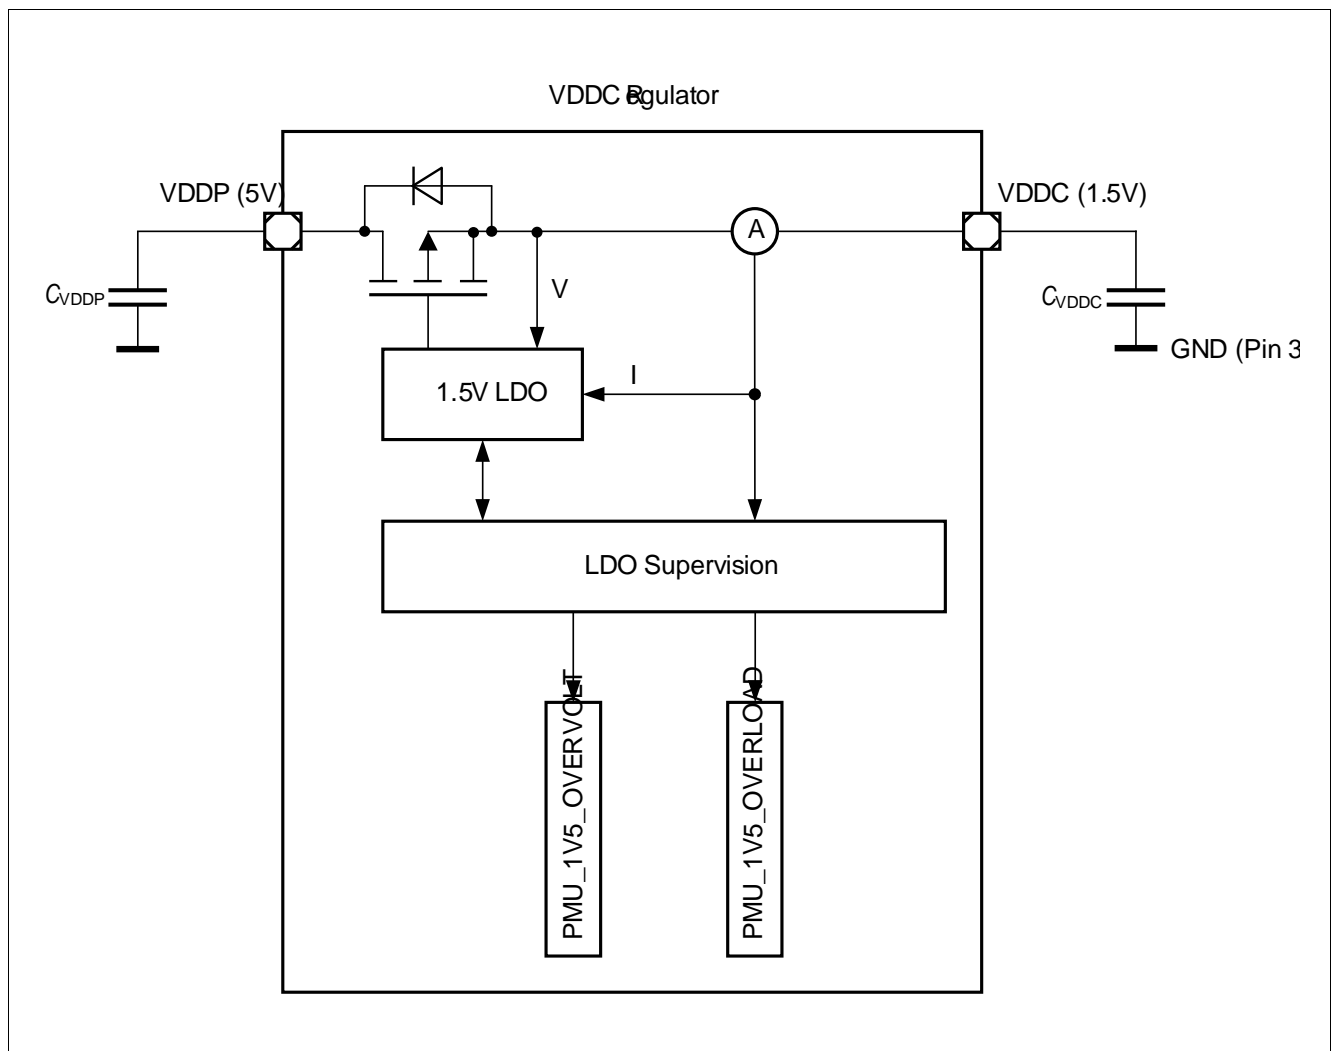 VDDC Regulator
VDDP (5V)
VDDC (1.5V)
A
CVDDP
V
CVDDC
GND (Pin 3
I
1.5V LDO
LDO Supervision
PMU_1V5_OVERVOLT
PMU_1V5_OVERLOAD